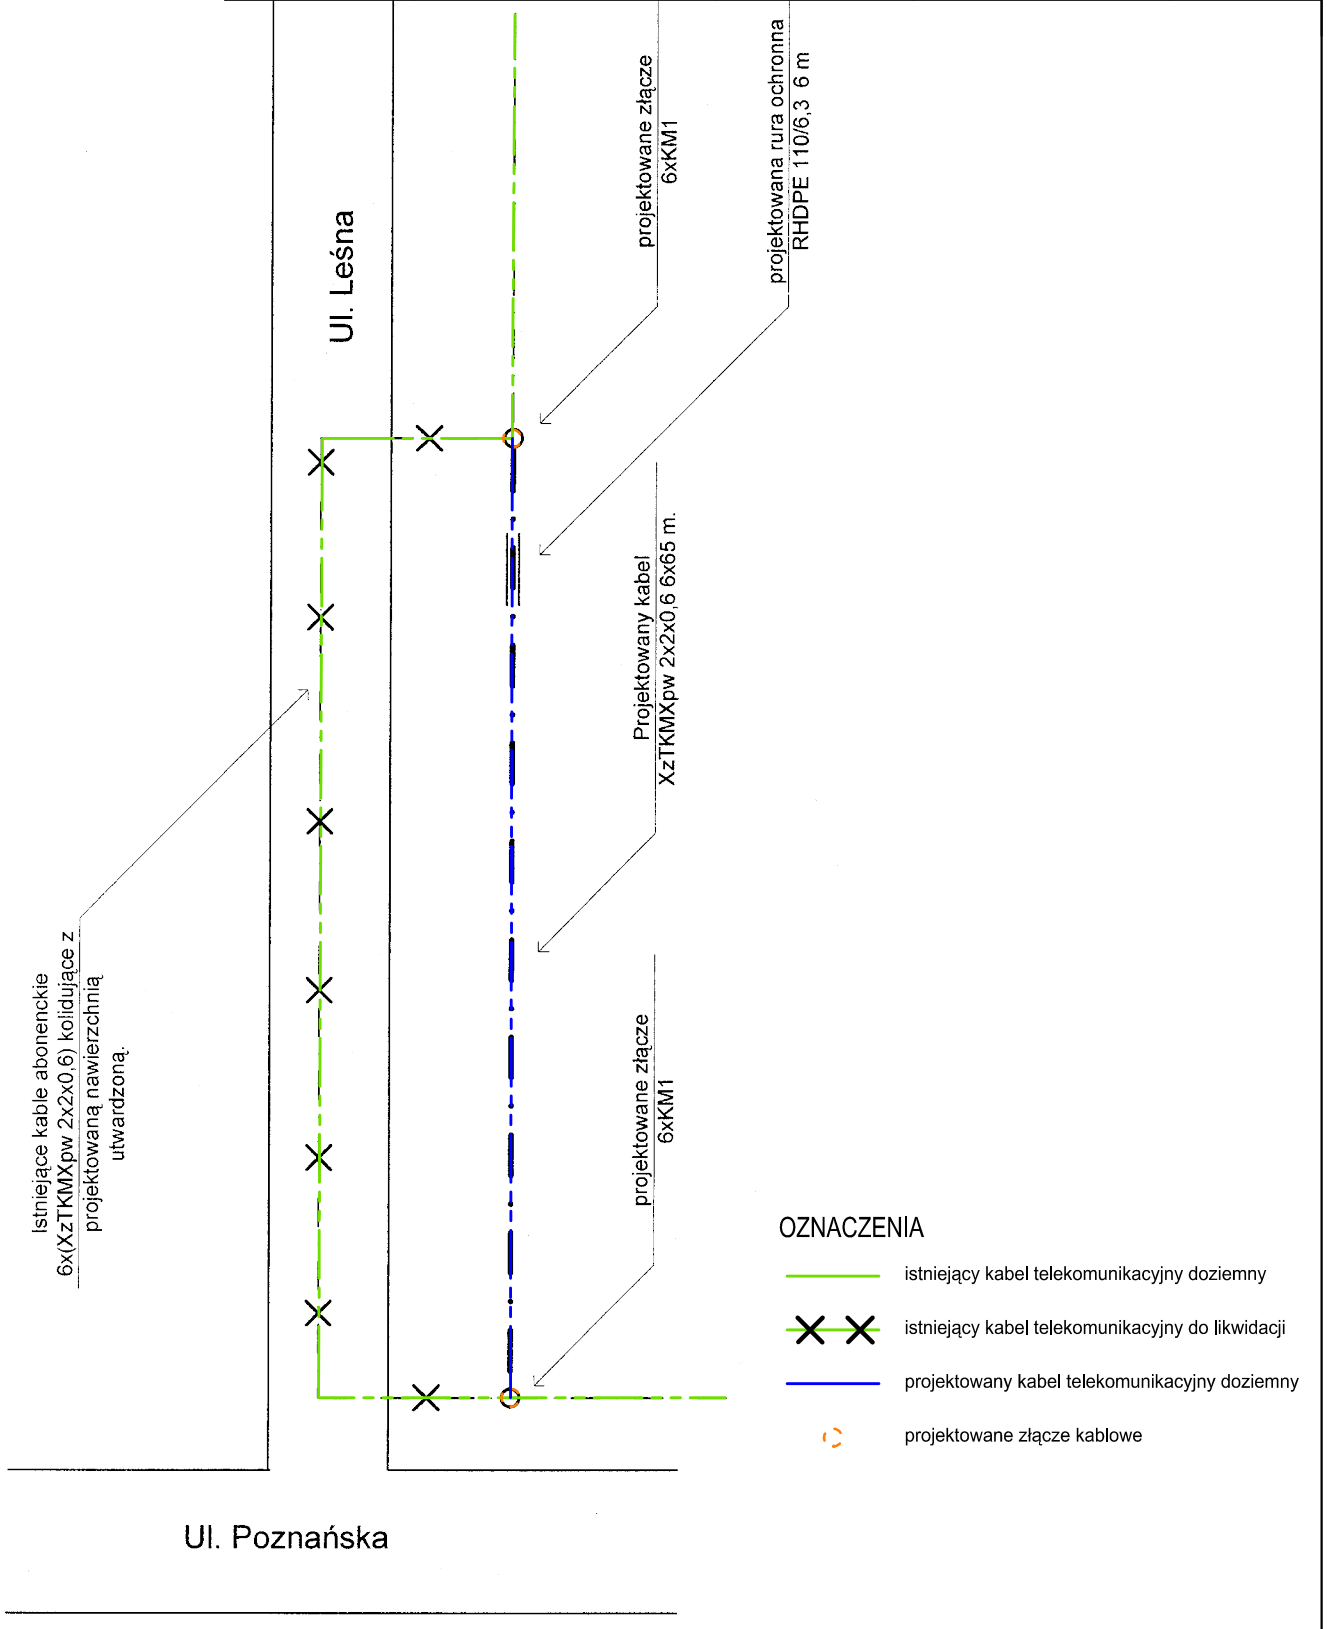 projektowane złącze
6xKM1
projektowana rura ochronna
RHDPE 110/6,3 6 m
Ul. Leśna
Projektowany kabel
XzTKMXpw 2x2x0,6 6x65 m.
Istniejące kable abonenckie
6x(XzTKMXpw 2x2x0,6) kolidujące z
projektowaną nawierzchnią
utwardzoną.
projektowane złącze
6xKM1
OZNACZENIA
istniejący kabel telekomunikacyjny doziemny
istniejący kabel telekomunikacyjny do likwidacji
projektowany kabel telekomunikacyjny doziemny
projektowane złącze kablowe
Ul. Poznańska